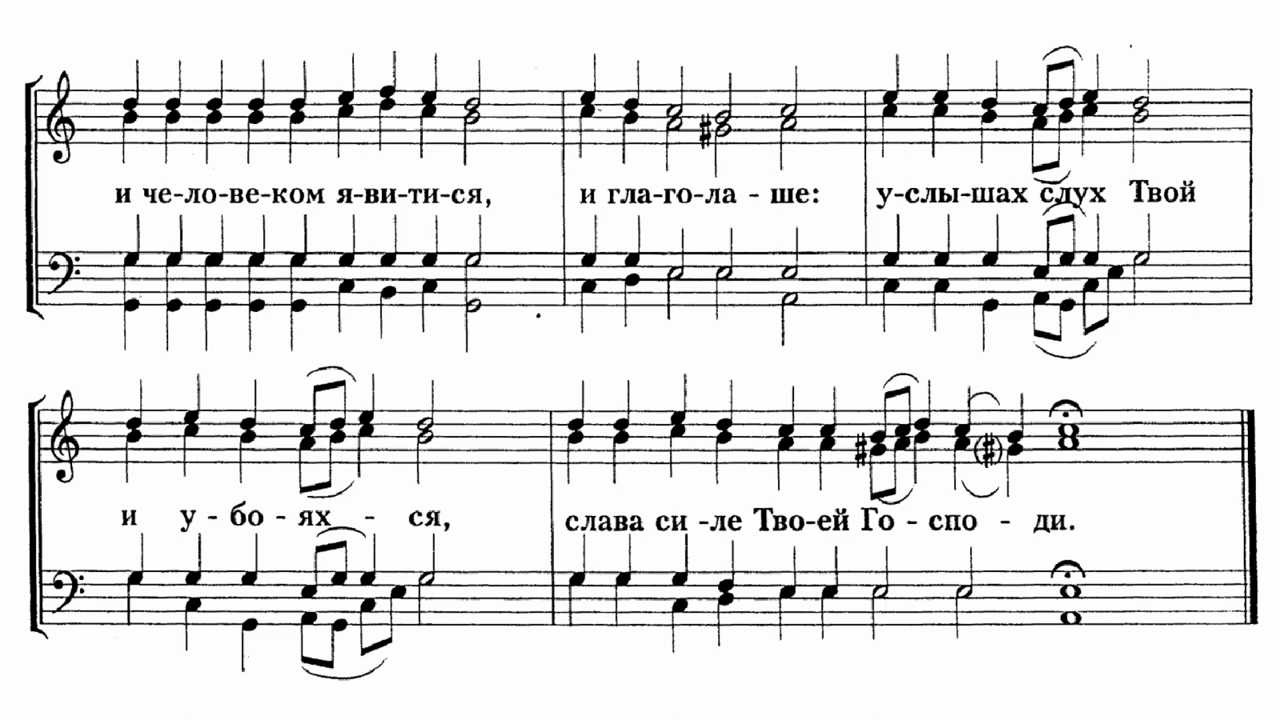 и че-ло-ве-ком я-ви-ти-ся, и гла-го-ла - ше: у-слы-шах слух Твой
и у - бо - ях - ся, слава си -ле Тво-ей Го - спо - ди.